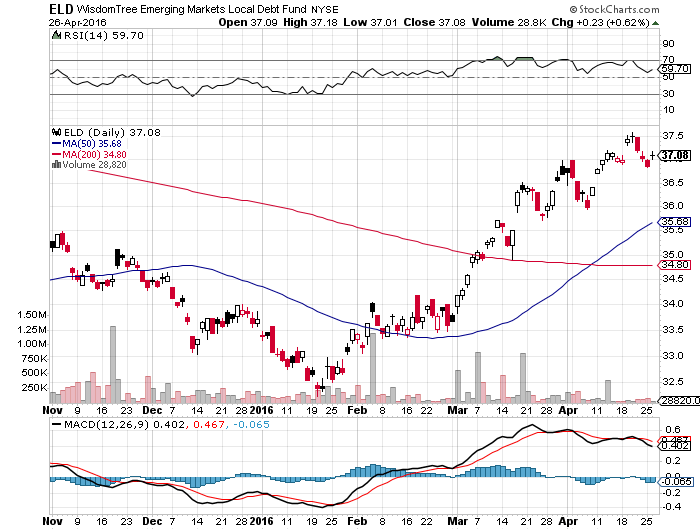 ELD WisdomTree Emerging Markets Local Debt Fund NYSE © StockCharts.com
26-Apr-2016 Open 37.09 High 37.18 Low 37.01 Close 37.08 Volume 28.8K Chg +0.23 (+0.62%)
RSI(14) 59.70
90
70
59.70
50
30
10
ELD (Daily) 37.08
MA(50) 35.68
MA(200) 34.80
Volume 28,820
37.5
37.08
36.5
36.0
35.68
35.5
35.0
34.80
34.5
34.0
33.5
33.0
32.5
1.50M
1.25M
1.00M
750K
500K
250K
28820.0
Nov 9 16 23 Dec 7 14 21 28 2016 11 19 25 Feb 8 16 22 Mar 7 14 21 28 Apr 11 18 25
MACD(12,26,9) 0.402, 0.467, -0.065
0.6
0.467
0.402
0.2
0.0
-0.065
-0.2
-0.4
Nov 9 16 23 Dec 7 14 21 28 2016 11 19 25 Feb 8 16 22 Mar 7 14 21 28 Apr 11 18 25